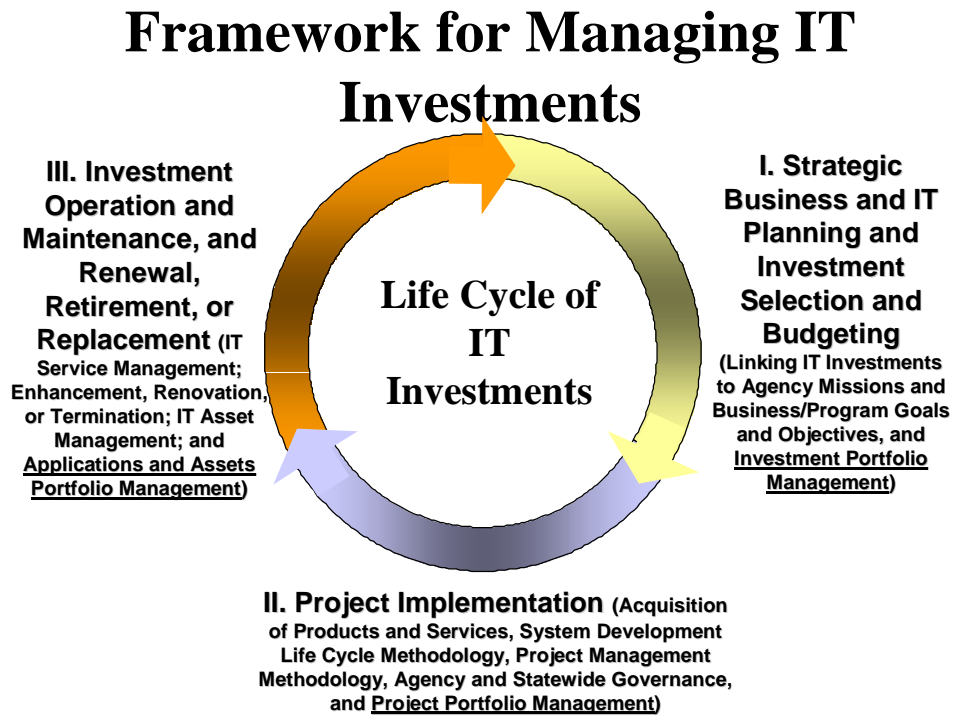 Framework for Managing IT
Investments
III. Investment
Operation and
Maintenance, and
Renewal,
Retirement, or
Replacement (IT
Service Management;
Enhancement, Renovation,
or Termination; IT Asset
Management; and
Applications and Assets
Portfolio Management)
I. Strategic
Business and IT
Planning and
Investment
Selection and
Budgeting
(Linking IT Investments
to Agency Missions and
Business/Program Goals
and Objectives, and
Investment Portfolio
Management)
Life Cycle of
IT
Investments
II. Project Implementation (Acquisition
of Products and Services, System Development
Life Cycle Methodology, Project Management
Methodology, Agency and Statewide Governance,
and Project Portfolio Management)